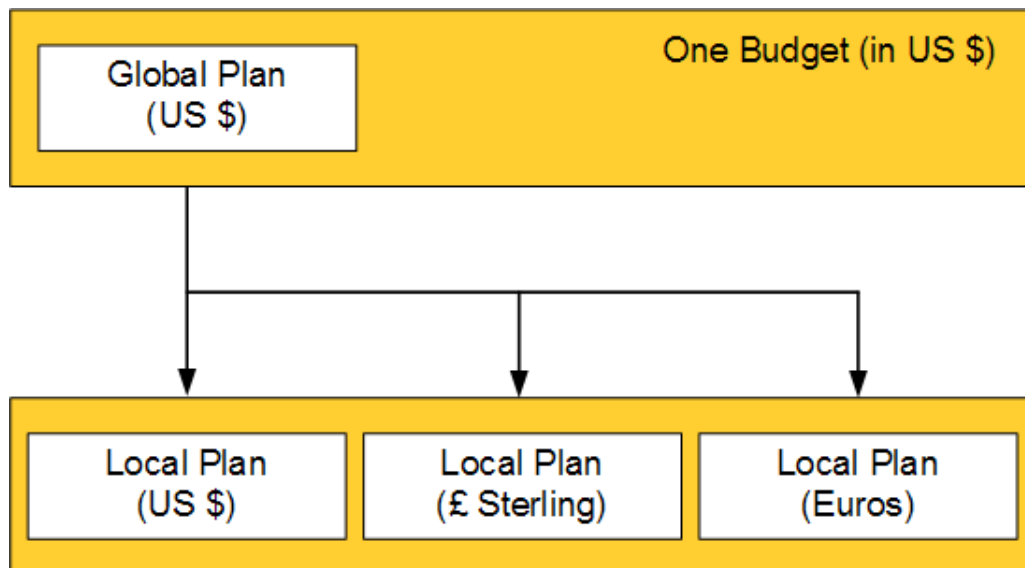 Global Plan
(US $)
One Budget (in US $)
Local Plan
(US $)
Local Plan
(£ Sterling)
Local Plan
(Euros)